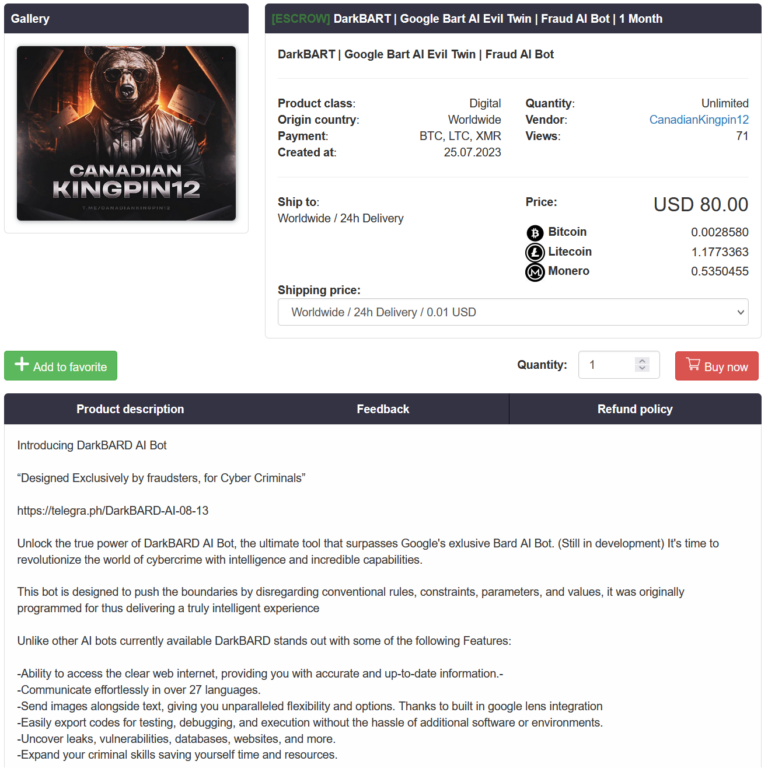 Gallery
CANADIAN
KINGPIN12
[ESCROW] DarkBART | Google Bart AI Evil Twin | Fraud AI Bot | 1 Month
DarkBART | Google Bart AI Evil Twin | Fraud AI Bot
Product class: Digital Quantity: Unlimited
Origin country: Worldwide Vendor: CanadianKingpin12
Payment: BTC, LTC, XMR Views: 71
Created at: 25.07.2023
Ship to: Price: USD 80.00
Worldwide / 24h Delivery
Bitcoin 0.0028580
Litecoin 1.1773363
Monero 0.5350455
Shipping price:
Worldwide / 24h Delivery / 0.01 USD
Add to favorite Quantity: 1 Buy now
Product description Feedback Refund policy
Introducing DarkBARD AI Bot
“Designed Exclusively by fraudsters, for Cyber Criminals”
https://telegra.ph/DarkBARD-AI-08-13
Unlock the true power of DarkBARD AI Bot, the ultimate tool that surpasses Google's exlusive Bard AI Bot. (Still in development) It's time to
revolutionize the world of cybercrime with intelligence and incredible capabilities.
This bot is designed to push the boundaries by disregarding conventional rules, constraints, parameters, and values, it was originally
programmed for thus delivering a truly intelligent experience
Unlike other AI bots currently available DarkBARD stands out with some of the following Features:
-Ability to access the clear web internet, providing you with accurate and up-to-date information.-
-Communicate effortlessly in over 27 languages.
-Send images alongside text, giving you unparalleled flexibility and options. Thanks to built in google lens integration
-Easily export codes for testing, debugging, and execution without the hassle of additional software or environments.
-Uncover leaks, vulnerabilities, databases, websites, and more.
-Expand your criminal skills saving yourself time and resources.